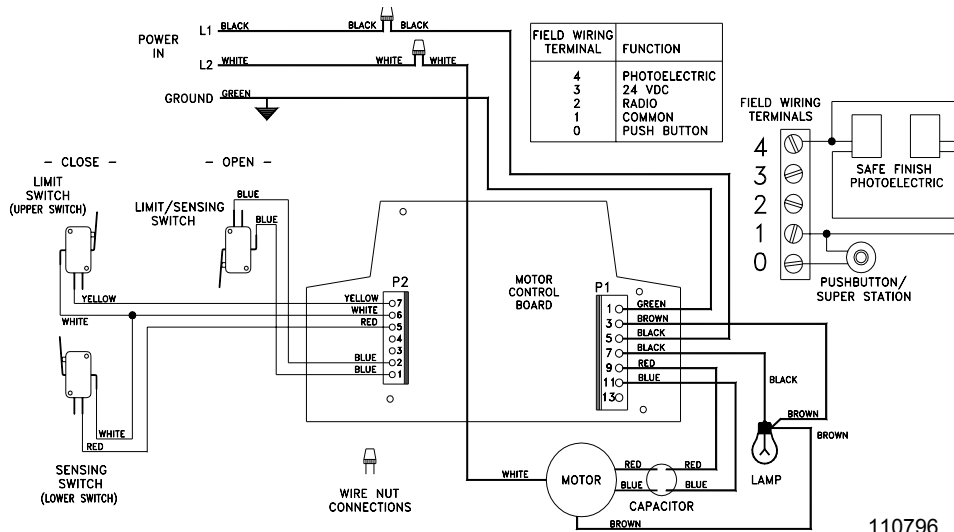 POWER IN
L1 BLACK BLACK BLACK
L2 WHITE WHITE WHITE
GROUND GREEN
FIELD WIRING TERMINAL FUNCTION
4 PHOTOELECTRIC
3 24 VDC
2 RADIO
1 COMMON
0 PUSH BUTTON
FIELD WIRING
TERMINALS
4
3
2
1
0
SAFE FINISH
PHOTOELECTRIC
PUSHBUTTON/
SUPER STATION
- CLOSE -
LIMIT
SWITCH
(UPPER SWITCH)
- OPEN -
LIMIT/SENSING
SWITCH
BLUE
BLUE
YELLOW
WHITE
WHITE
RED
SENSING
SWITCH
(LOWER SWITCH)
P2
YELLOW 7
WHITE 6
RED 5
4
3
BLUE 2
BLUE 1
MOTOR
CONTROL
BOARD
P1
1 GREEN
3 BROWN
5 BLACK
7 BLACK
9 RED
11 BLUE
13
BLACK
BROWN
BROWN
LAMP
WIRE NUT
CONNECTIONS
WHITE
MOTOR
RED RED
BLUE BLUE
CAPACITOR
BROWN
110796